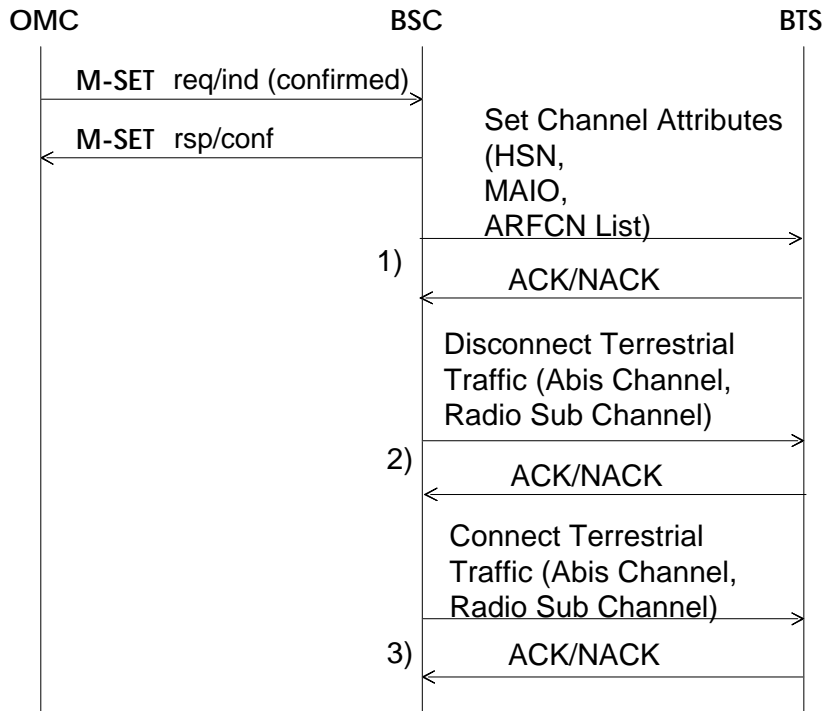 OMC BSC BTS
M-SET req/ind (confirmed)
M-SET rsp/conf
Set Channel Attributes
(HSN,
MAIO,
ARFCN List)
1)
ACK/NACK
Disconnect Terrestrial
Traffic (Abis Channel,
Radio Sub Channel)
2)
ACK/NACK
Connect Terrestrial
Traffic (Abis Channel,
Radio Sub Channel)
3)
ACK/NACK